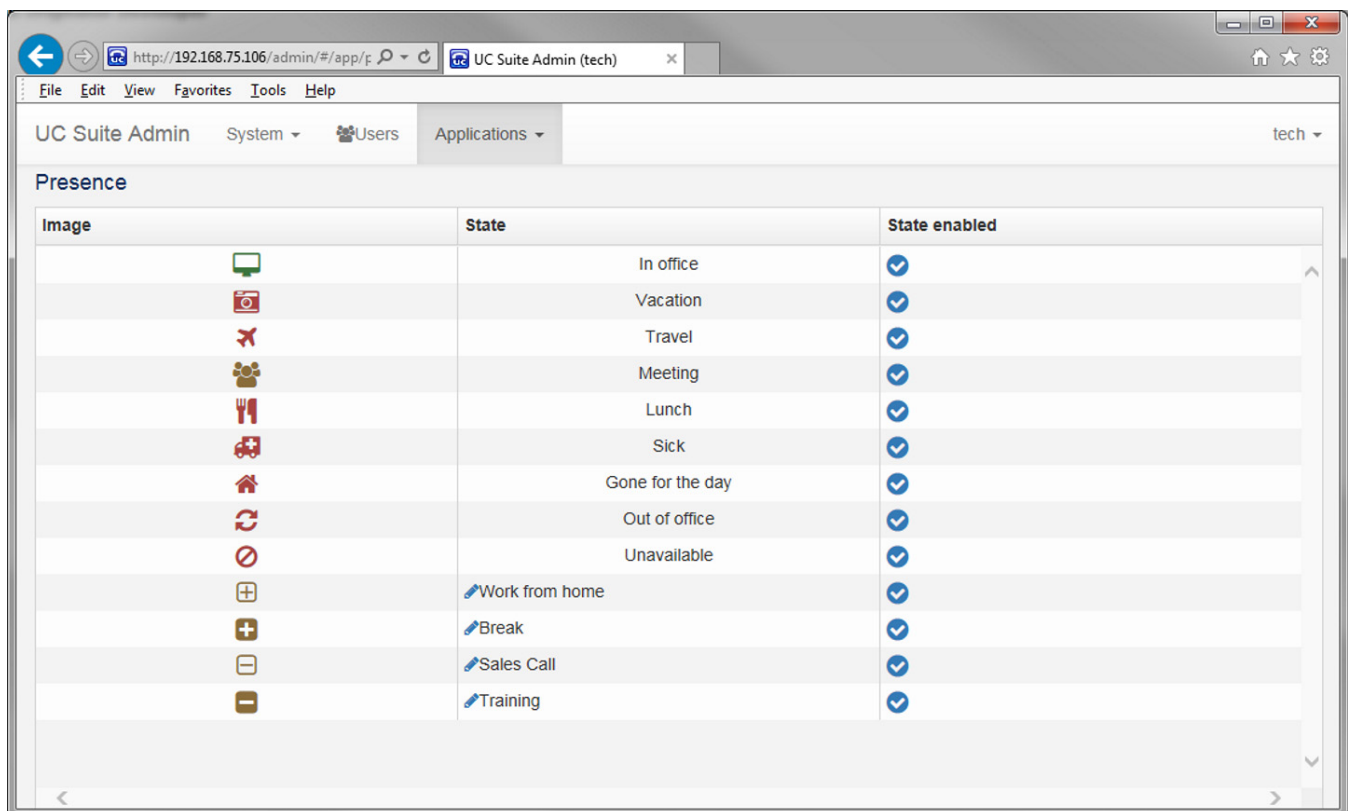 http://192.168.75.106/admin/#/app/p
UC Suite Admin (tech)
File Edit View Favorites Tools Help
UC Suite Admin System Users Applications tech
Presence
Image State State enabled
In office
Vacation
Travel
Meeting
Lunch
Sick
Gone for the day
Out of office
Unavailable
Work from home
Break
Sales Call
Training